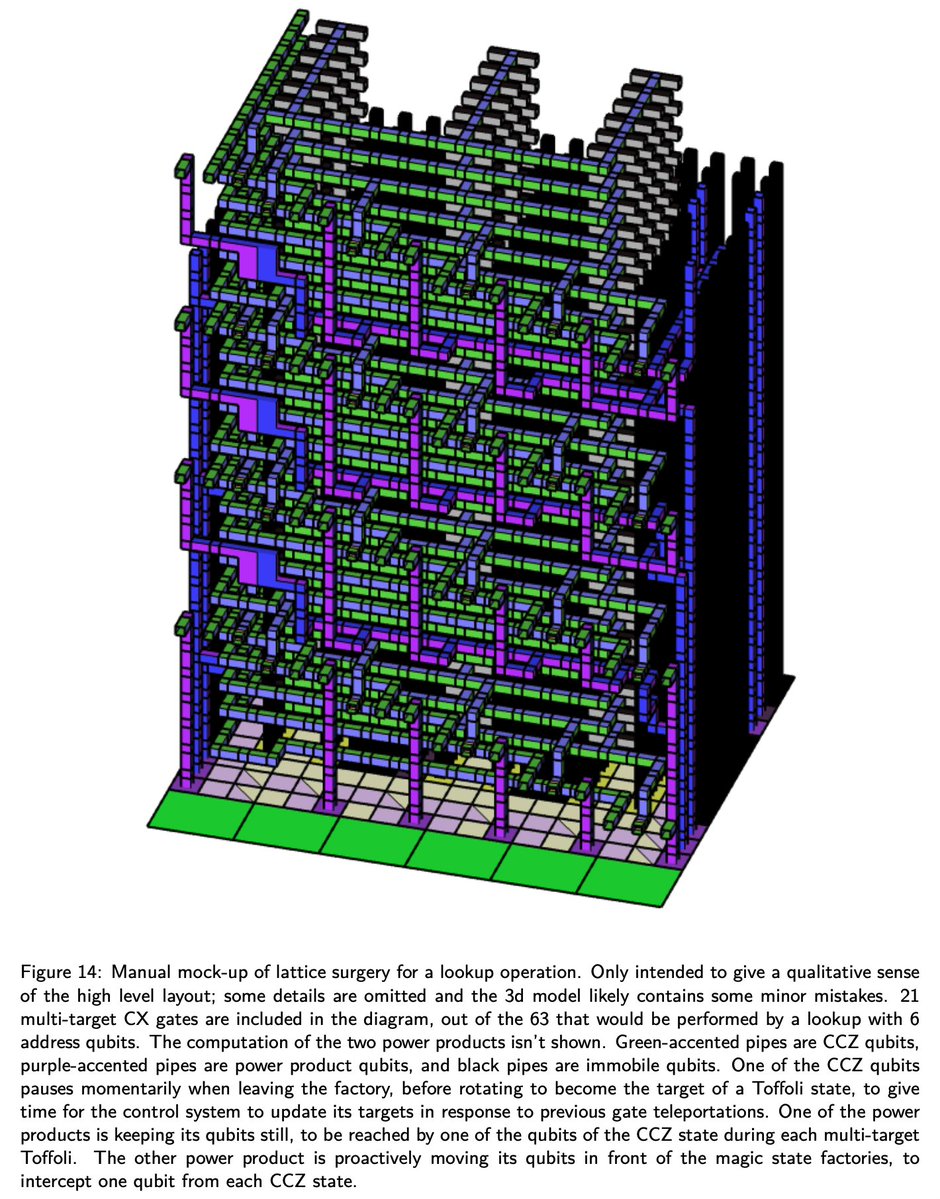 Figure 14: Manual mock-up of lattice surgery for a lookup operation. Only intended to give a qualitative sense
of the high level layout; some details are omitted and the 3d model likely contains some minor mistakes. 21
multi-target CX gates are included in the diagram, out of the 63 that would be performed by a lookup with 6
address qubits. The computation of the two power products isn't shown. Green-accented pipes are CCZ qubits,
purple-accented pipes are power product qubits, and black pipes are immobile qubits. One of the CCZ qubits
pauses momentarily when leaving the factory, before rotating to become the target of a Toffoli state, to give
time for the control system to update its targets in response to previous gate teleportations. One of the power
products is keeping its qubits still, to be reached by one of the qubits of the CCZ state during each multi-target
Toffoli. The other power product is proactively moving its qubits in front of the magic state factories, to
intercept one qubit from each CCZ state.